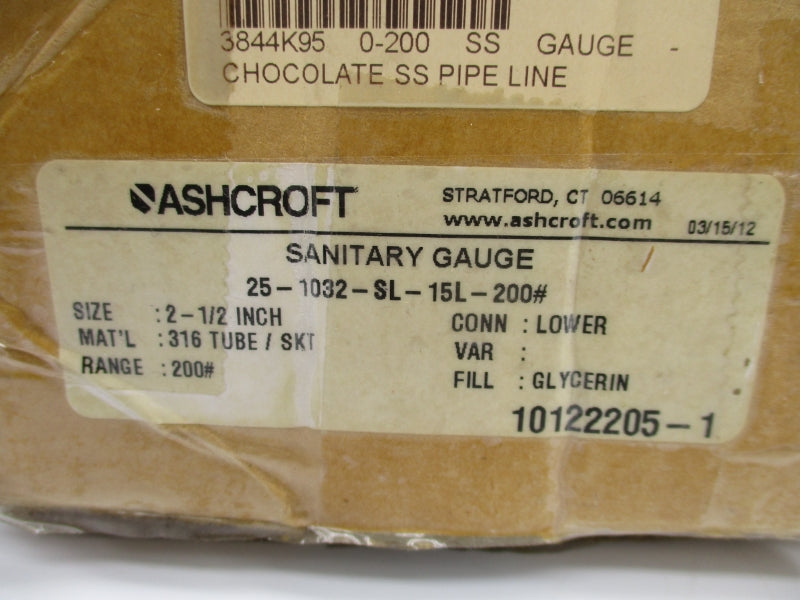 3844K95 0-200 SS GAUGE -
CHOCOLATE SS PIPE LINE
ASHCROFT
STRATFORD, CT 06614
www.ashcroft.com 03/15/12
SANITARY GAUGE
25-1032-SL-15L-200#
SIZE : 2-1/2 INCH
MAT'L : 316 TUBE / SKT
RANGE : 200#
CONN : LOWER
VAR :
FILL : GLYCERIN
10122205-1